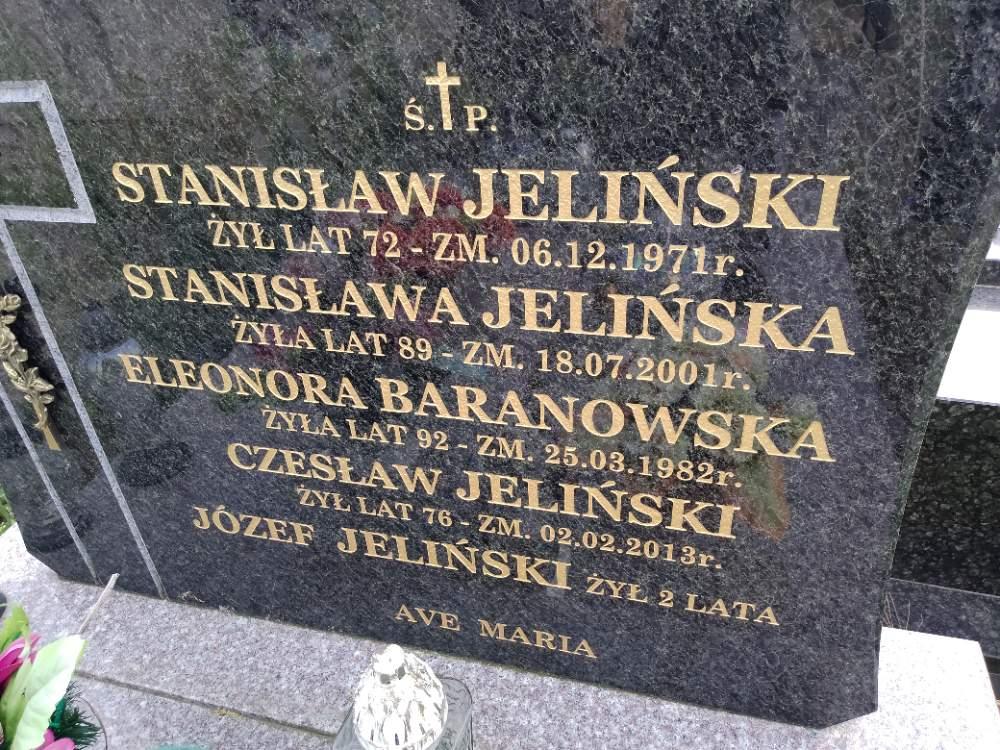 Ś. P.
STANISŁAW JELIŃSKI
ŻYŁ LAT 72 - ZM. 06.12.1971r.
STANISŁAWA JELIŃSKA
ŻYŁA LAT 89 - ZM. 18.07.2001r.
ELEONORA BARANOWSKA
ŻYŁA LAT 92 - ZM. 25.03.1982r.
CZESŁAW JELIŃSKI
ŻYŁ LAT 76 - ZM. 02.02.2013r.
JÓZEF JELIŃSKI ŻYŁ 2 LATA
AVE MARIA